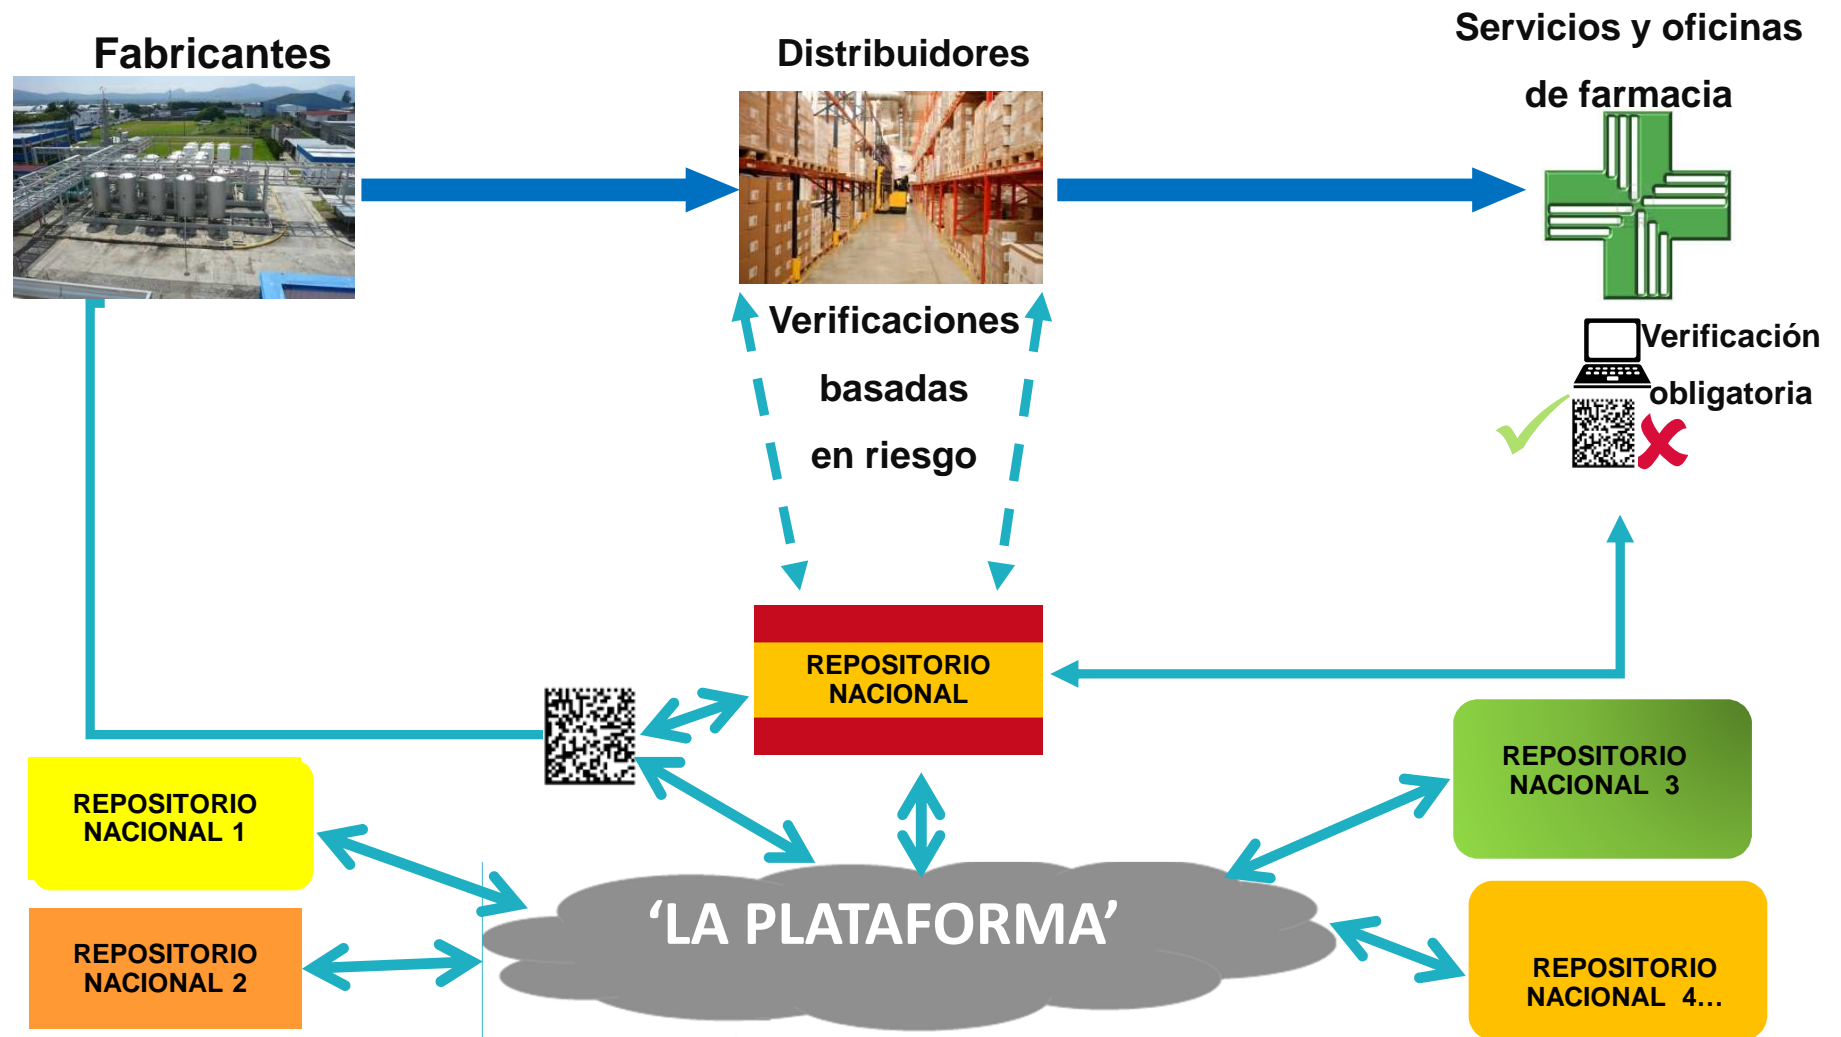 Fabricantes
Distribuidores
Servicios y oficinas
de farmacia
Verificaciones
basadas
en riesgo
Verificación
obligatoria
REPOSITORIO
NACIONAL
REPOSITORIO
NACIONAL 1
REPOSITORIO
NACIONAL 2
‘LA PLATAFORMA’
REPOSITORIO
NACIONAL 3
REPOSITORIO
NACIONAL 4…